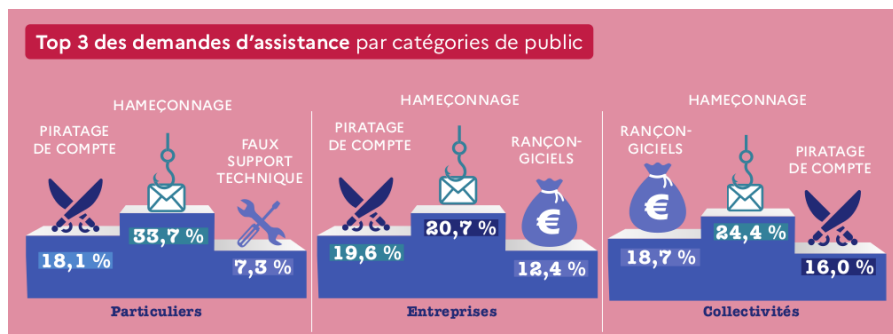 Top 3 des demandes d'assistance par catégories de public
HAMEÇONNAGE
PIRATAGE
DE COMPTE
FAUX
SUPPORT
TECHNIQUE
33,7 %
18,1 %
7,3 %
Particuliers
HAMEÇONNAGE
PIRATAGE
DE COMPTE
RANÇON-
GICIELS
€
20,7 %
19,6 %
12,4 %
Entreprises
HAMEÇONNAGE
RANÇON-
GICIELS
PIRATAGE
DE COMPTE
€
24,4 %
18,7 %
16,0 %
Collectivités